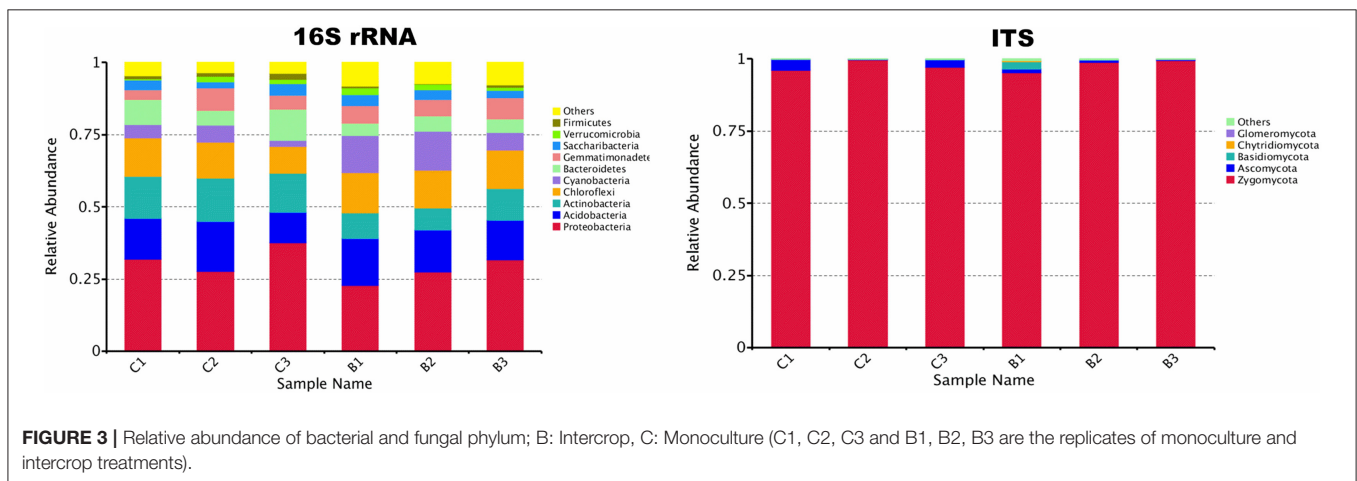 16S rRNA
1
0.75
0.5
0.25
0
Relative Abundance
C1
C2
C3
B1
B2
B3
Sample Name
Others
Firmicutes
Verrucomicrobia
Saccharibacteria
Gemmatimonadete
Bacteroidetes
Cyanobacteria
Chloroflexi
Actinobacteria
Acidobacteria
Proteobacteria
ITS
1
0.75
0.5
0.25
0
Relative Abundance
C1
C2
C3
B1
B2
B3
Sample Name
Others
Glomeromycota
Chytridiomycota
Basidiomycota
Ascomycota
Zygomycota
FIGURE 3 | Relative abundance of bacterial and fungal phylum; B: Intercrop, C: Monoculture (C1, C2, C3 and B1, B2, B3 are the replicates of monoculture and
intercrop treatments).